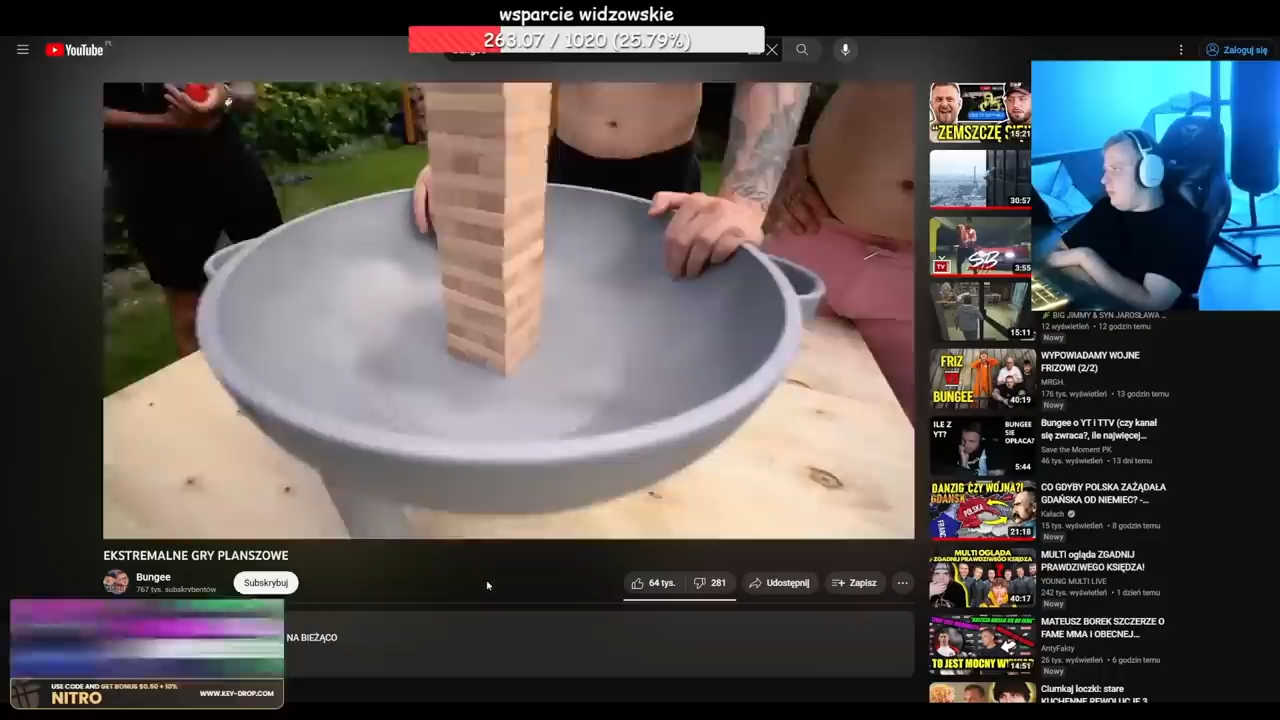 wsparcie widzowskie
263.07 / 1020 (25.79%)
YouTube PL
Zaloguj się
"ZEMSZCZĘ
15:21
30:57
TV
3:55
15:11
BIG JIMMY & SYN JAROSŁAWA ...
12 wyświetleń • 12 godzin temu
Nowy
FRIZ
BUNGEE
40:19
WYPOWIADAMY WOJNE
FRIZOWI (2/2)
MRGH.
176 tys. wyświetleń • 13 godzin temu
Nowy
ILE Z
YT?
BUNGEE
SIE
OPŁACA?
5:44
Bungee o YT I TTV (czy kanał
się zwraca?, ile najwięcej...
Save the Moment PK
46 tys. wyświetleń • 13 dni temu
DANZIG CZY WOJNA?!
GDAŃSK
POLSKA
21:18
CO GDYBY POLSKA ZAŻĄDAŁA
GDAŃSKA OD NIEMIEC? -...
Kałach
15 tys. wyświetleń • 8 godzin temu
Nowy
MULTI OGLĄDA
ZGADNIJ PRAWDZIWEGO KSIĘDZA
40:17
MULTI ogląda ZGADNIJ
PRAWDZIWEGO KSIĘDZA!
YOUNG MULTI LIVE
242 tys. wyświetleń • 1 dzień temu
Nowy
TO JEST MOCNY
14:51
MATEUSZ BOREK SZCZERZE O
FAME MMA I OBECNEJ...
AntyFakty
26 tys. wyświetleń • 6 godzin temu
Nowy
Ciumkaj loczki: stare
KUCHENNE REWOLUCJE 3
EKSTREMALNE GRY PLANSZOWE
Bungee
767 tys. subskrybentów
Subskrybuj
64 tys.
281
Udostępnij
Zapisz
NA BIEŻĄCO
USE CODE AND GET BONUS $0.50 + 10%
NITRO
WWW.KEY-DROP.COM